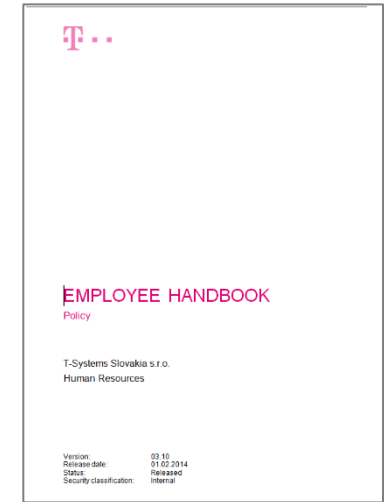 T
EMPLOYEE HANDBOOK
Policy
T-Systems Slovakia s.r.o.
Human Resources
Version: 03.10
Release date: 01.02.2014
Status: Released
Security classification: Internal